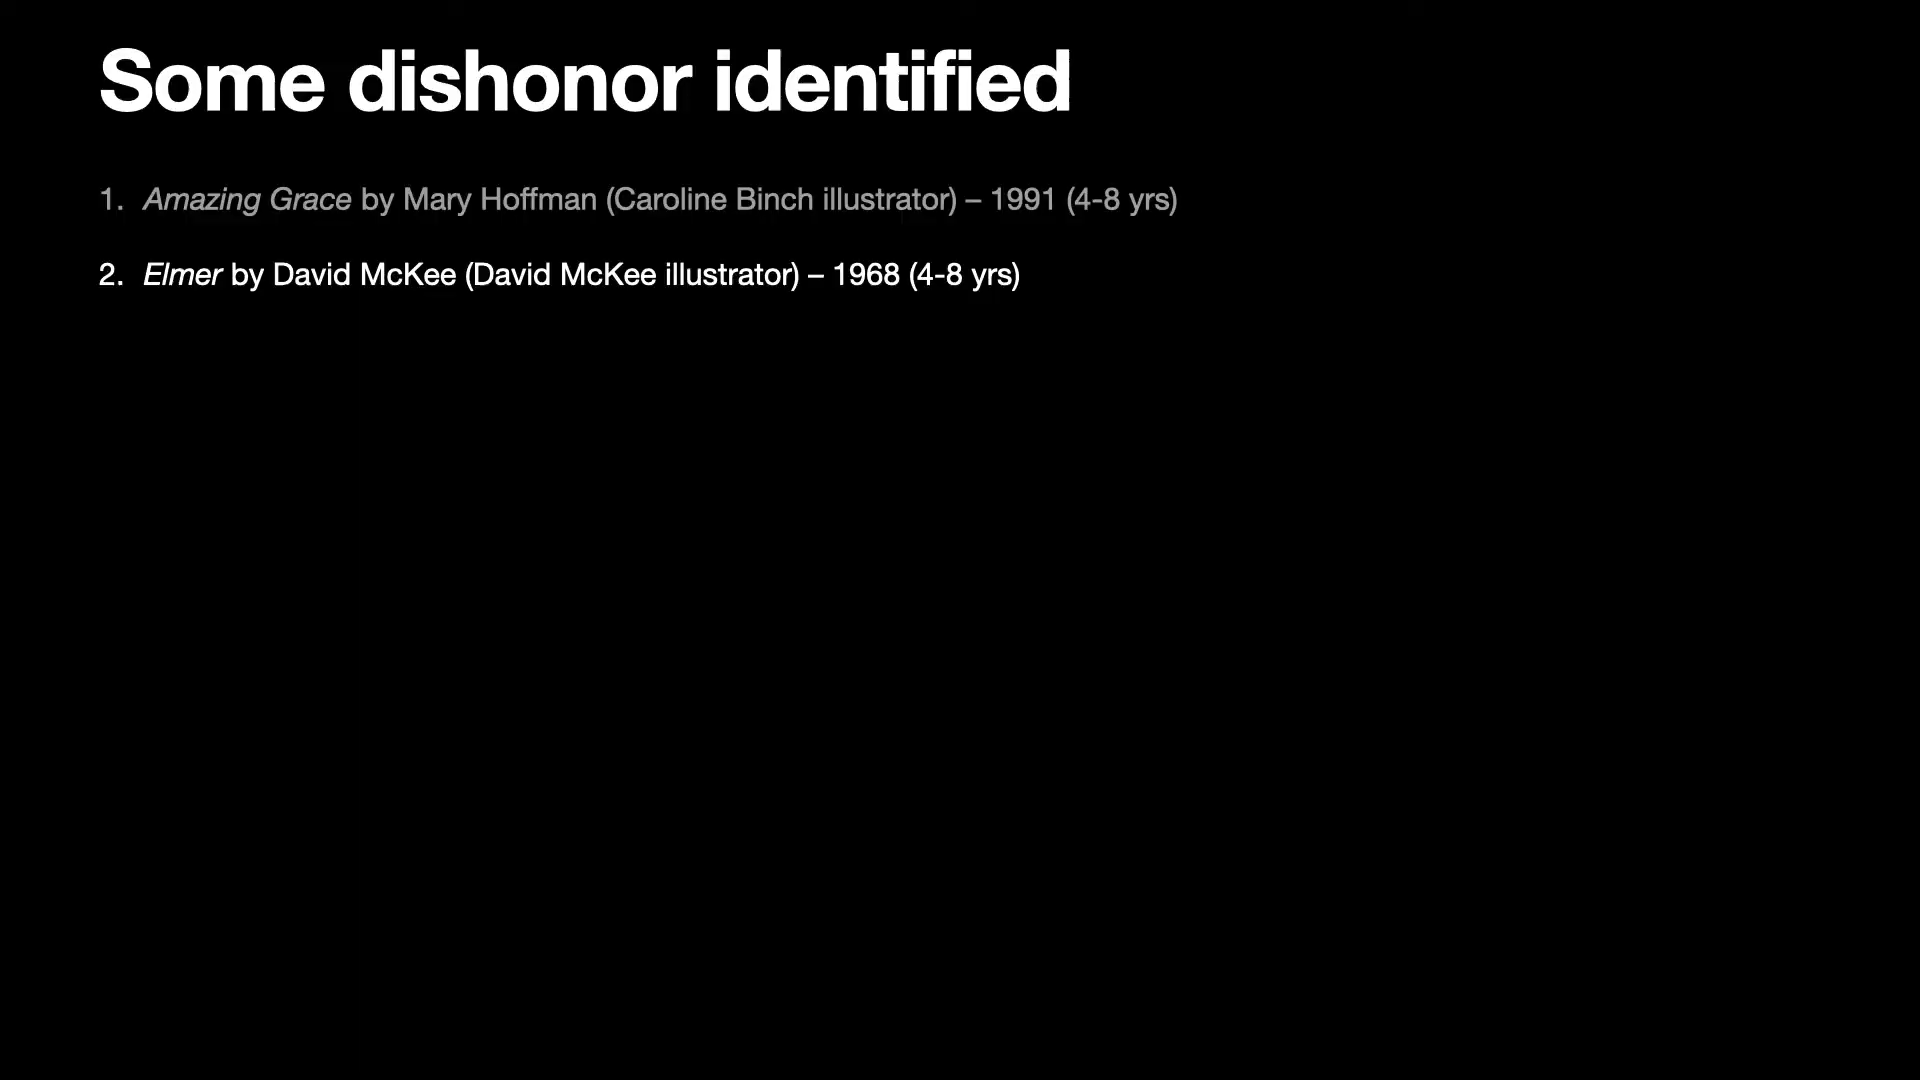 Some dishonor identified
1. Amazing Grace by Mary Hoffman (Caroline Binch illustrator) – 1991 (4-8 yrs)
2. Elmer by David McKee (David McKee illustrator) – 1968 (4-8 yrs)